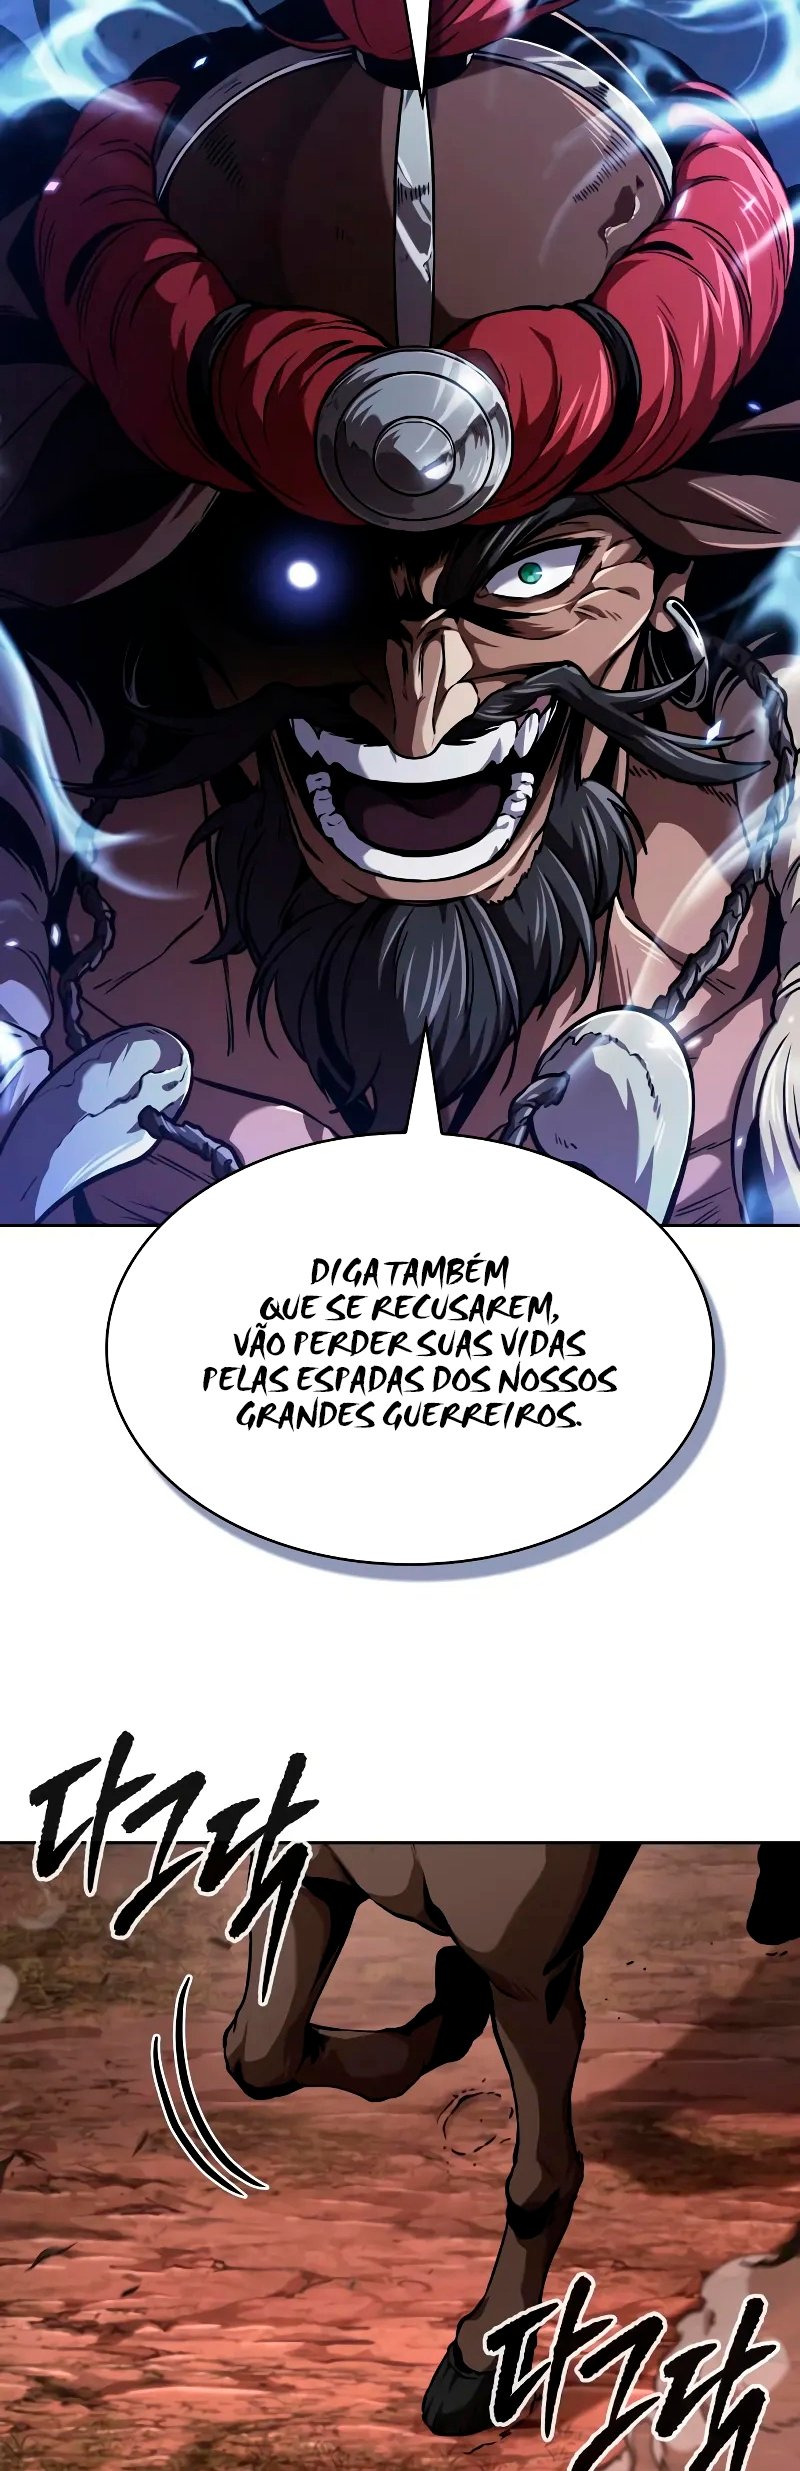 DIGA TAMBÉM
QUE SE RECUSAREM,
VÃO PERDER SUAS VIDAS
PELAS ESPADAS DOS NOSSOS
GRANDES GUERREIROS.
다그닥
다그닥